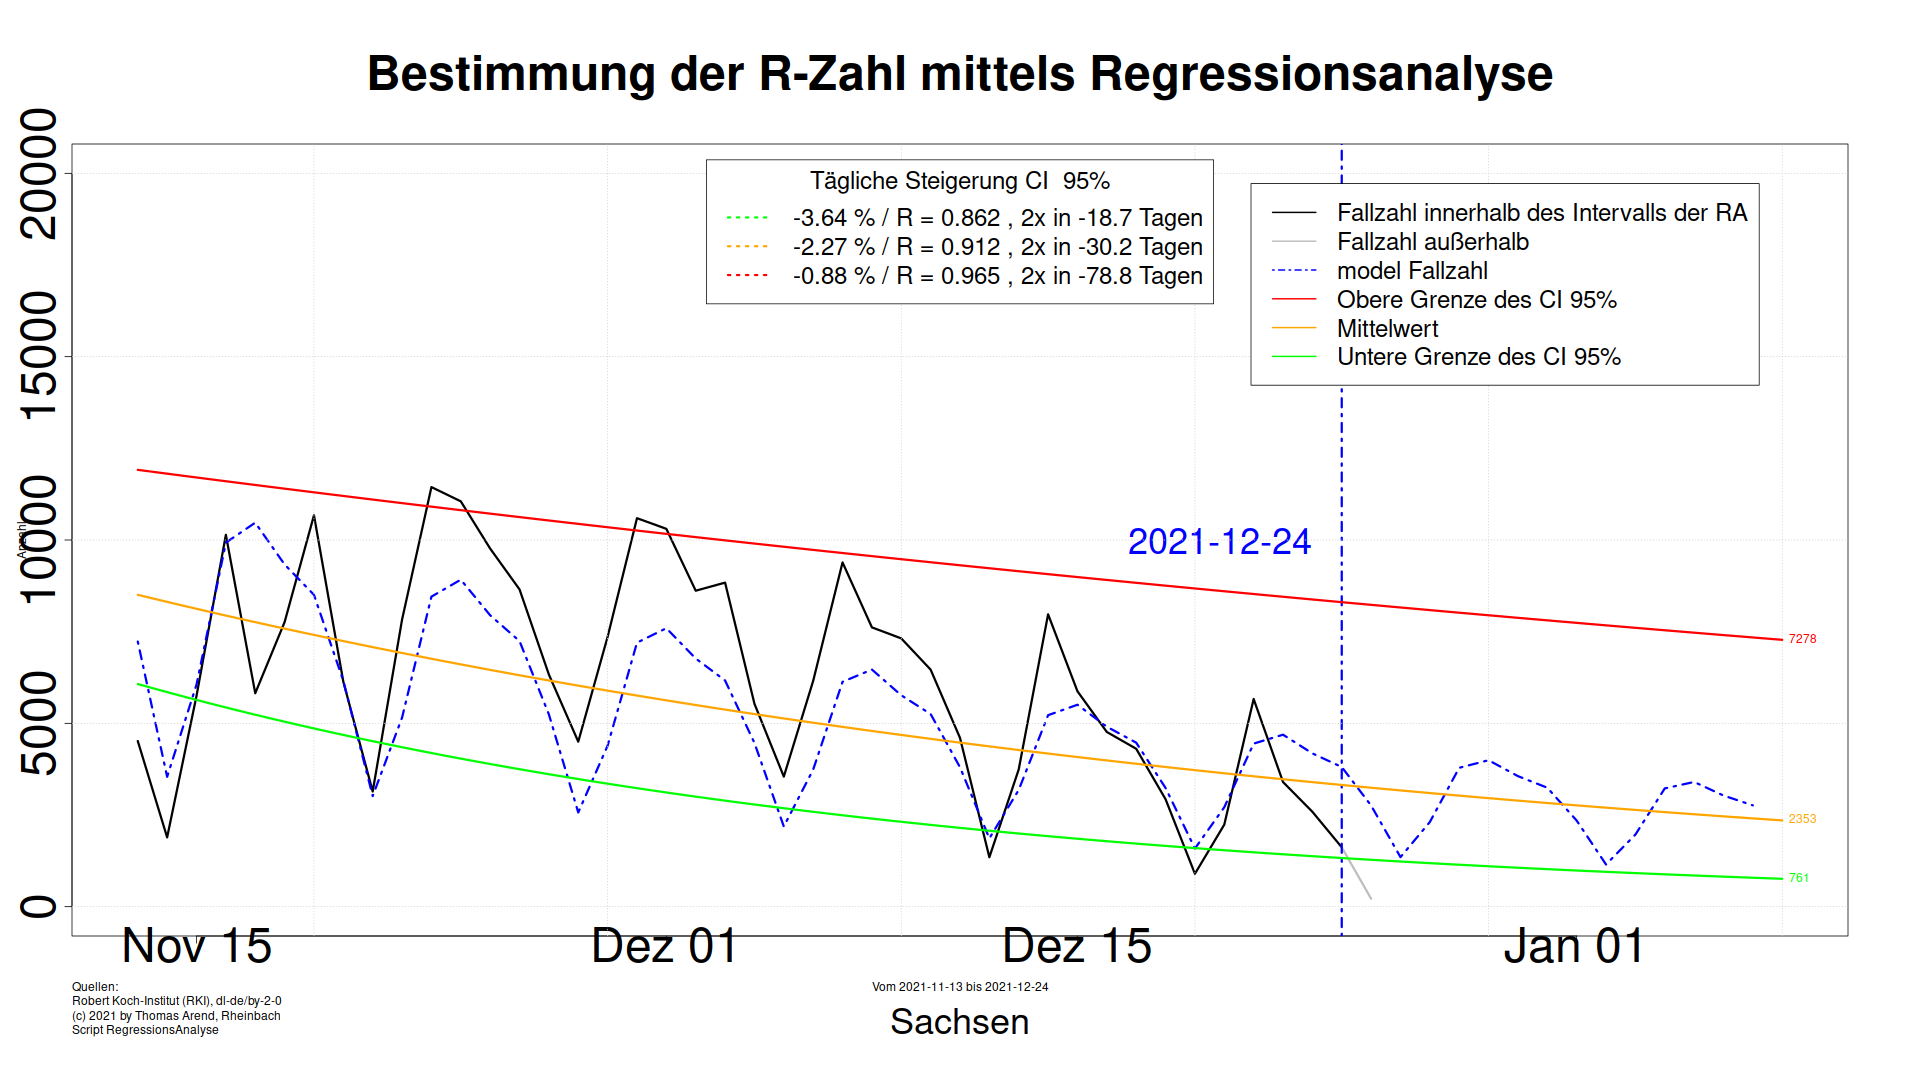 Bestimmung der R-Zahl mittels Regressionsanalyse
20000
15000
10000
5000
0
Anzahl
Tägliche Steigerung CI  95%
-3.64 % / R = 0.862 , 2x in -18.7 Tagen
-2.27 % / R = 0.912 , 2x in -30.2 Tagen
-0.88 % / R = 0.965 , 2x in -78.8 Tagen
Fallzahl innerhalb des Intervalls der RA
Fallzahl außerhalb
model Fallzahl
Obere Grenze des CI 95%
Mittelwert
Untere Grenze des CI 95%
2021-12-24
7278
2353
761
Nov 15 Dez 01 Dez 15 Jan 01
Quellen:
Robert Koch-Institut (RKI), dl-de/by-2-0
(c) 2021 by Thomas Arend, Rheinbach
Script RegressionsAnalyse
Vom 2021-11-13 bis 2021-12-24
Sachsen